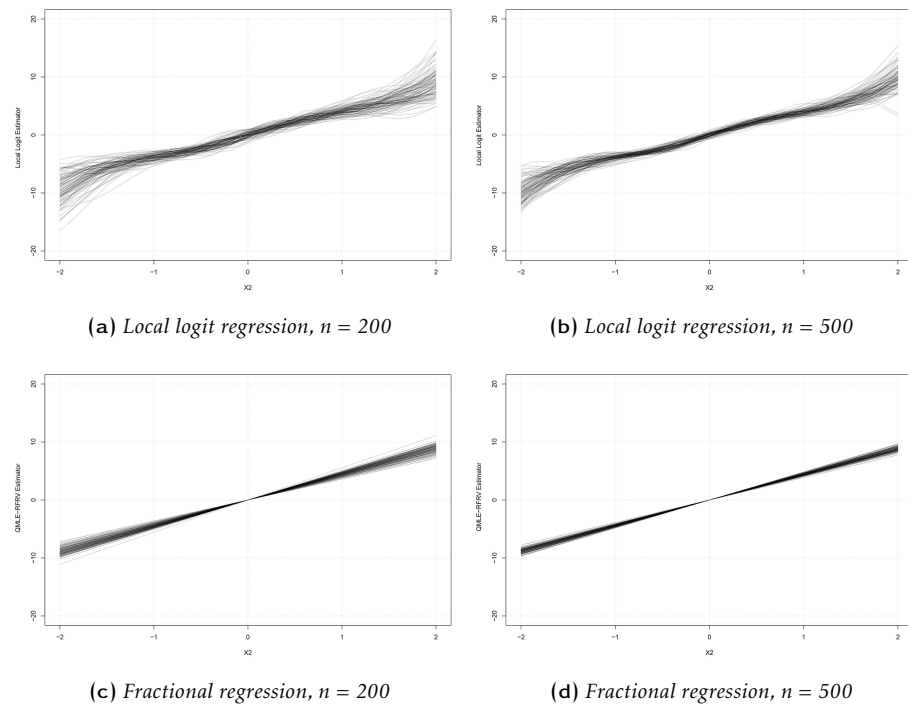 20
10
0
−10
−20
Local Logit Estimator
−2 −1 0 1 2
X2
(a) Local logit regression, n = 200
20
10
0
−10
−20
Local Logit Estimator
−2 −1 0 1 2
X2
(b) Local logit regression, n = 500
20
10
0
−10
−20
QMLE−RFRV Estimator
−2 −1 0 1 2
X2
(c) Fractional regression, n = 200
20
10
0
−10
−20
QMLE−RFRV Estimator
−2 −1 0 1 2
X2
(d) Fractional regression, n = 500